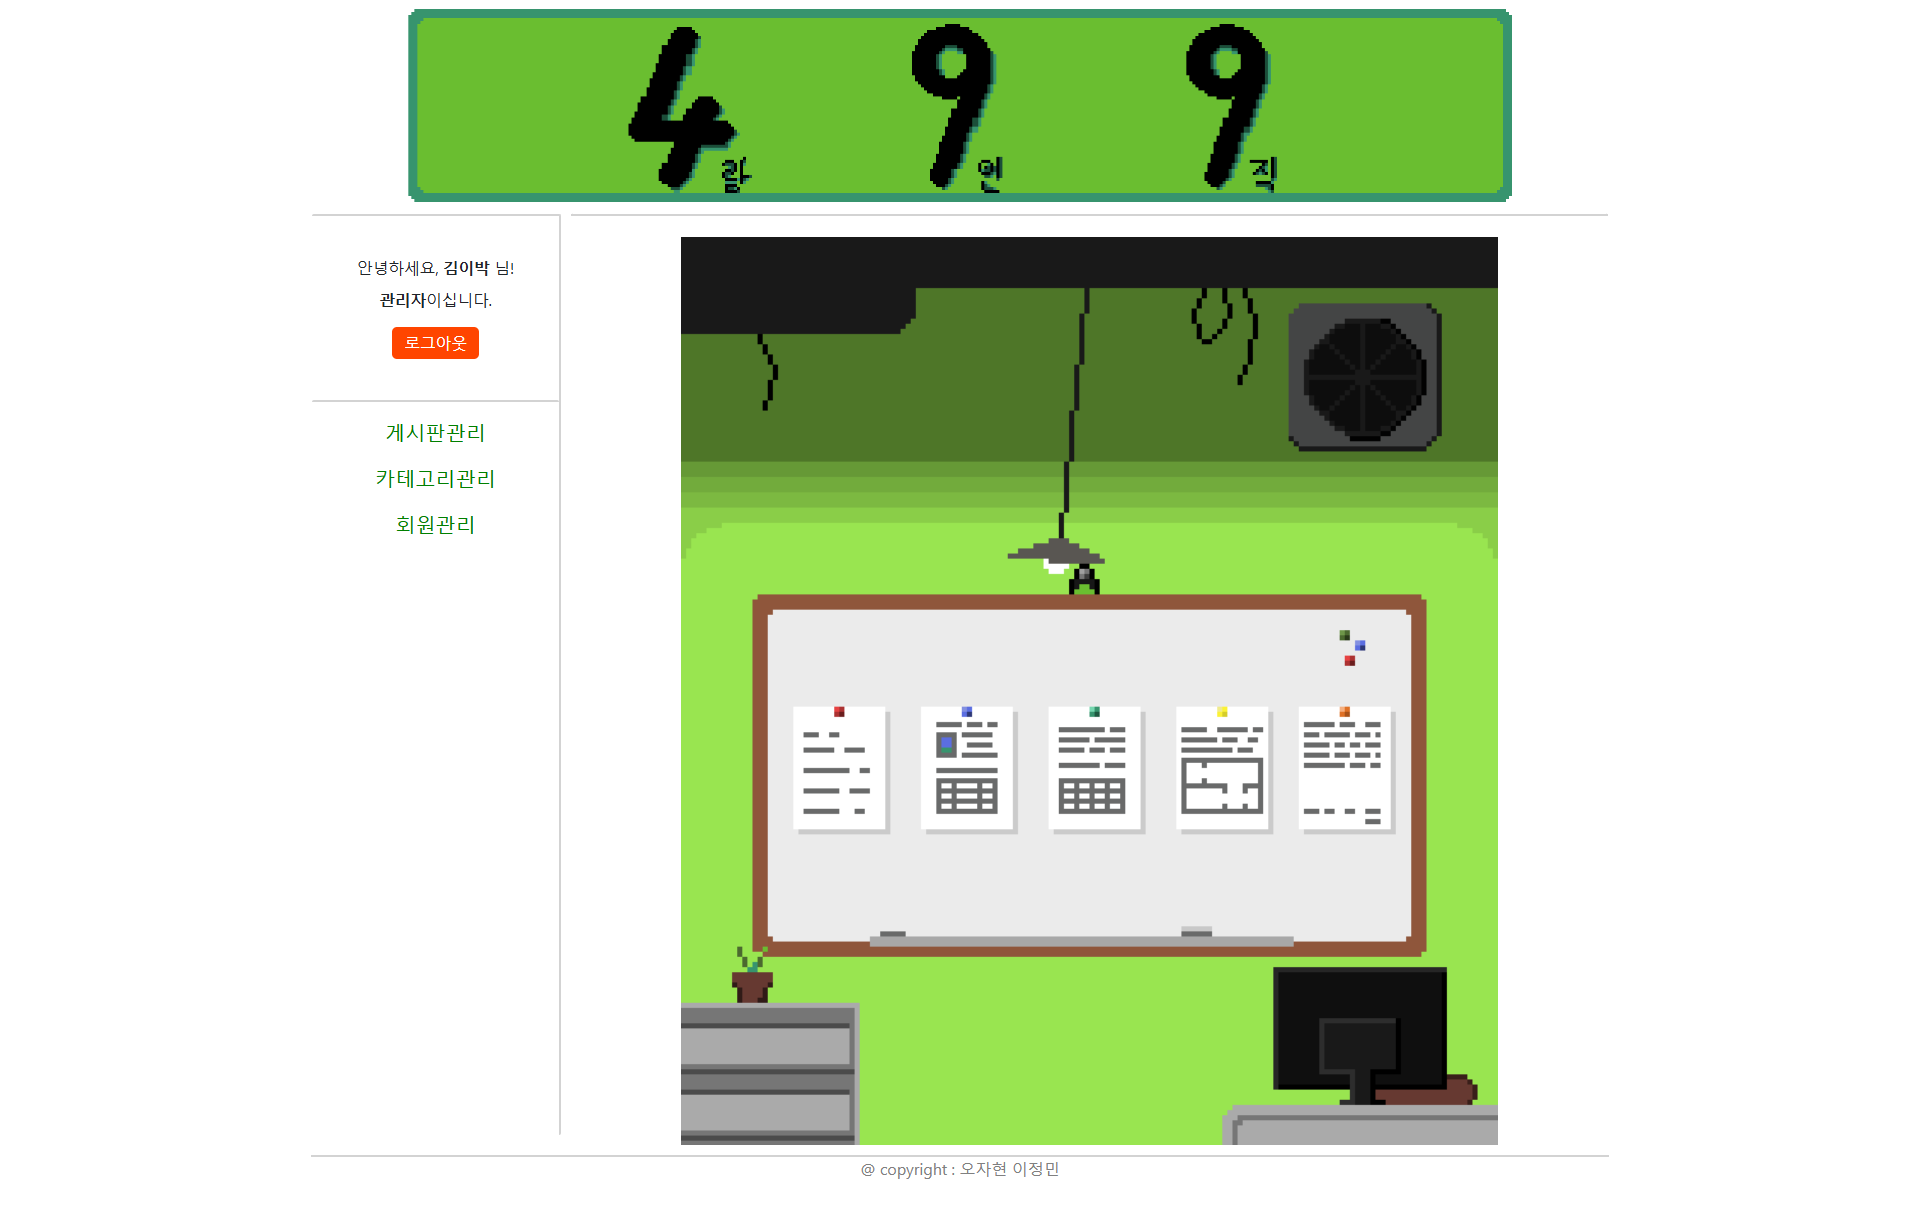 4 9 9
람 인 직
안녕하세요, 김이박 님!
관리자이십니다.
로그아웃
게시판관리
카테고리관리
회원관리
@ copyright : 오자현 이정민